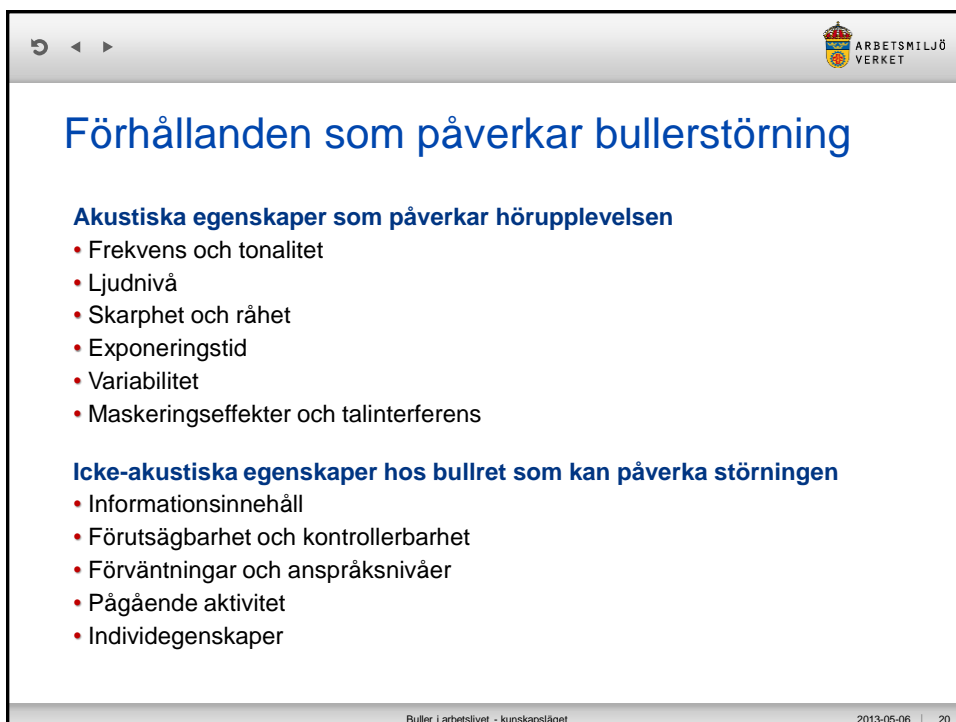 ARBETSMILJÖ
VERKET
Förhållanden som påverkar bullerstörning
Akustiska egenskaper som påverkar hörupplevelsen
• Frekvens och tonalitet
• Ljudnivå
• Skarphet och råhet
• Exponeringstid
• Variabilitet
• Maskeringseffekter och talinterferens
Icke-akustiska egenskaper hos bullret som kan påverka störningen
• Informationsinnehåll
• Förutsägbarhet och kontrollerbarhet
• Förväntningar och anspråksnivåer
• Pågående aktivitet
• Individegenskaper
Buller i arbetslivet - kunskapsläget 2013-05-06 | 20